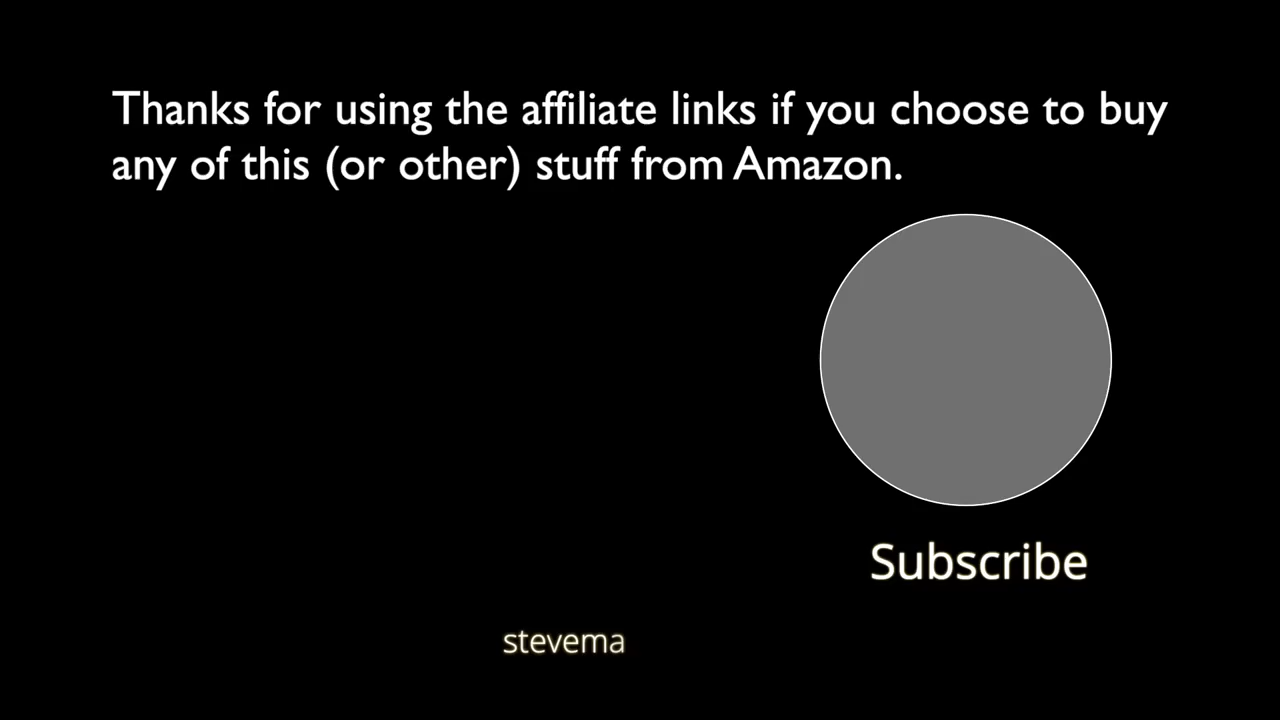 Thanks for using the affiliate links if you choose to buy
any of this (or other) stuff from Amazon.
Subscribe
stevema